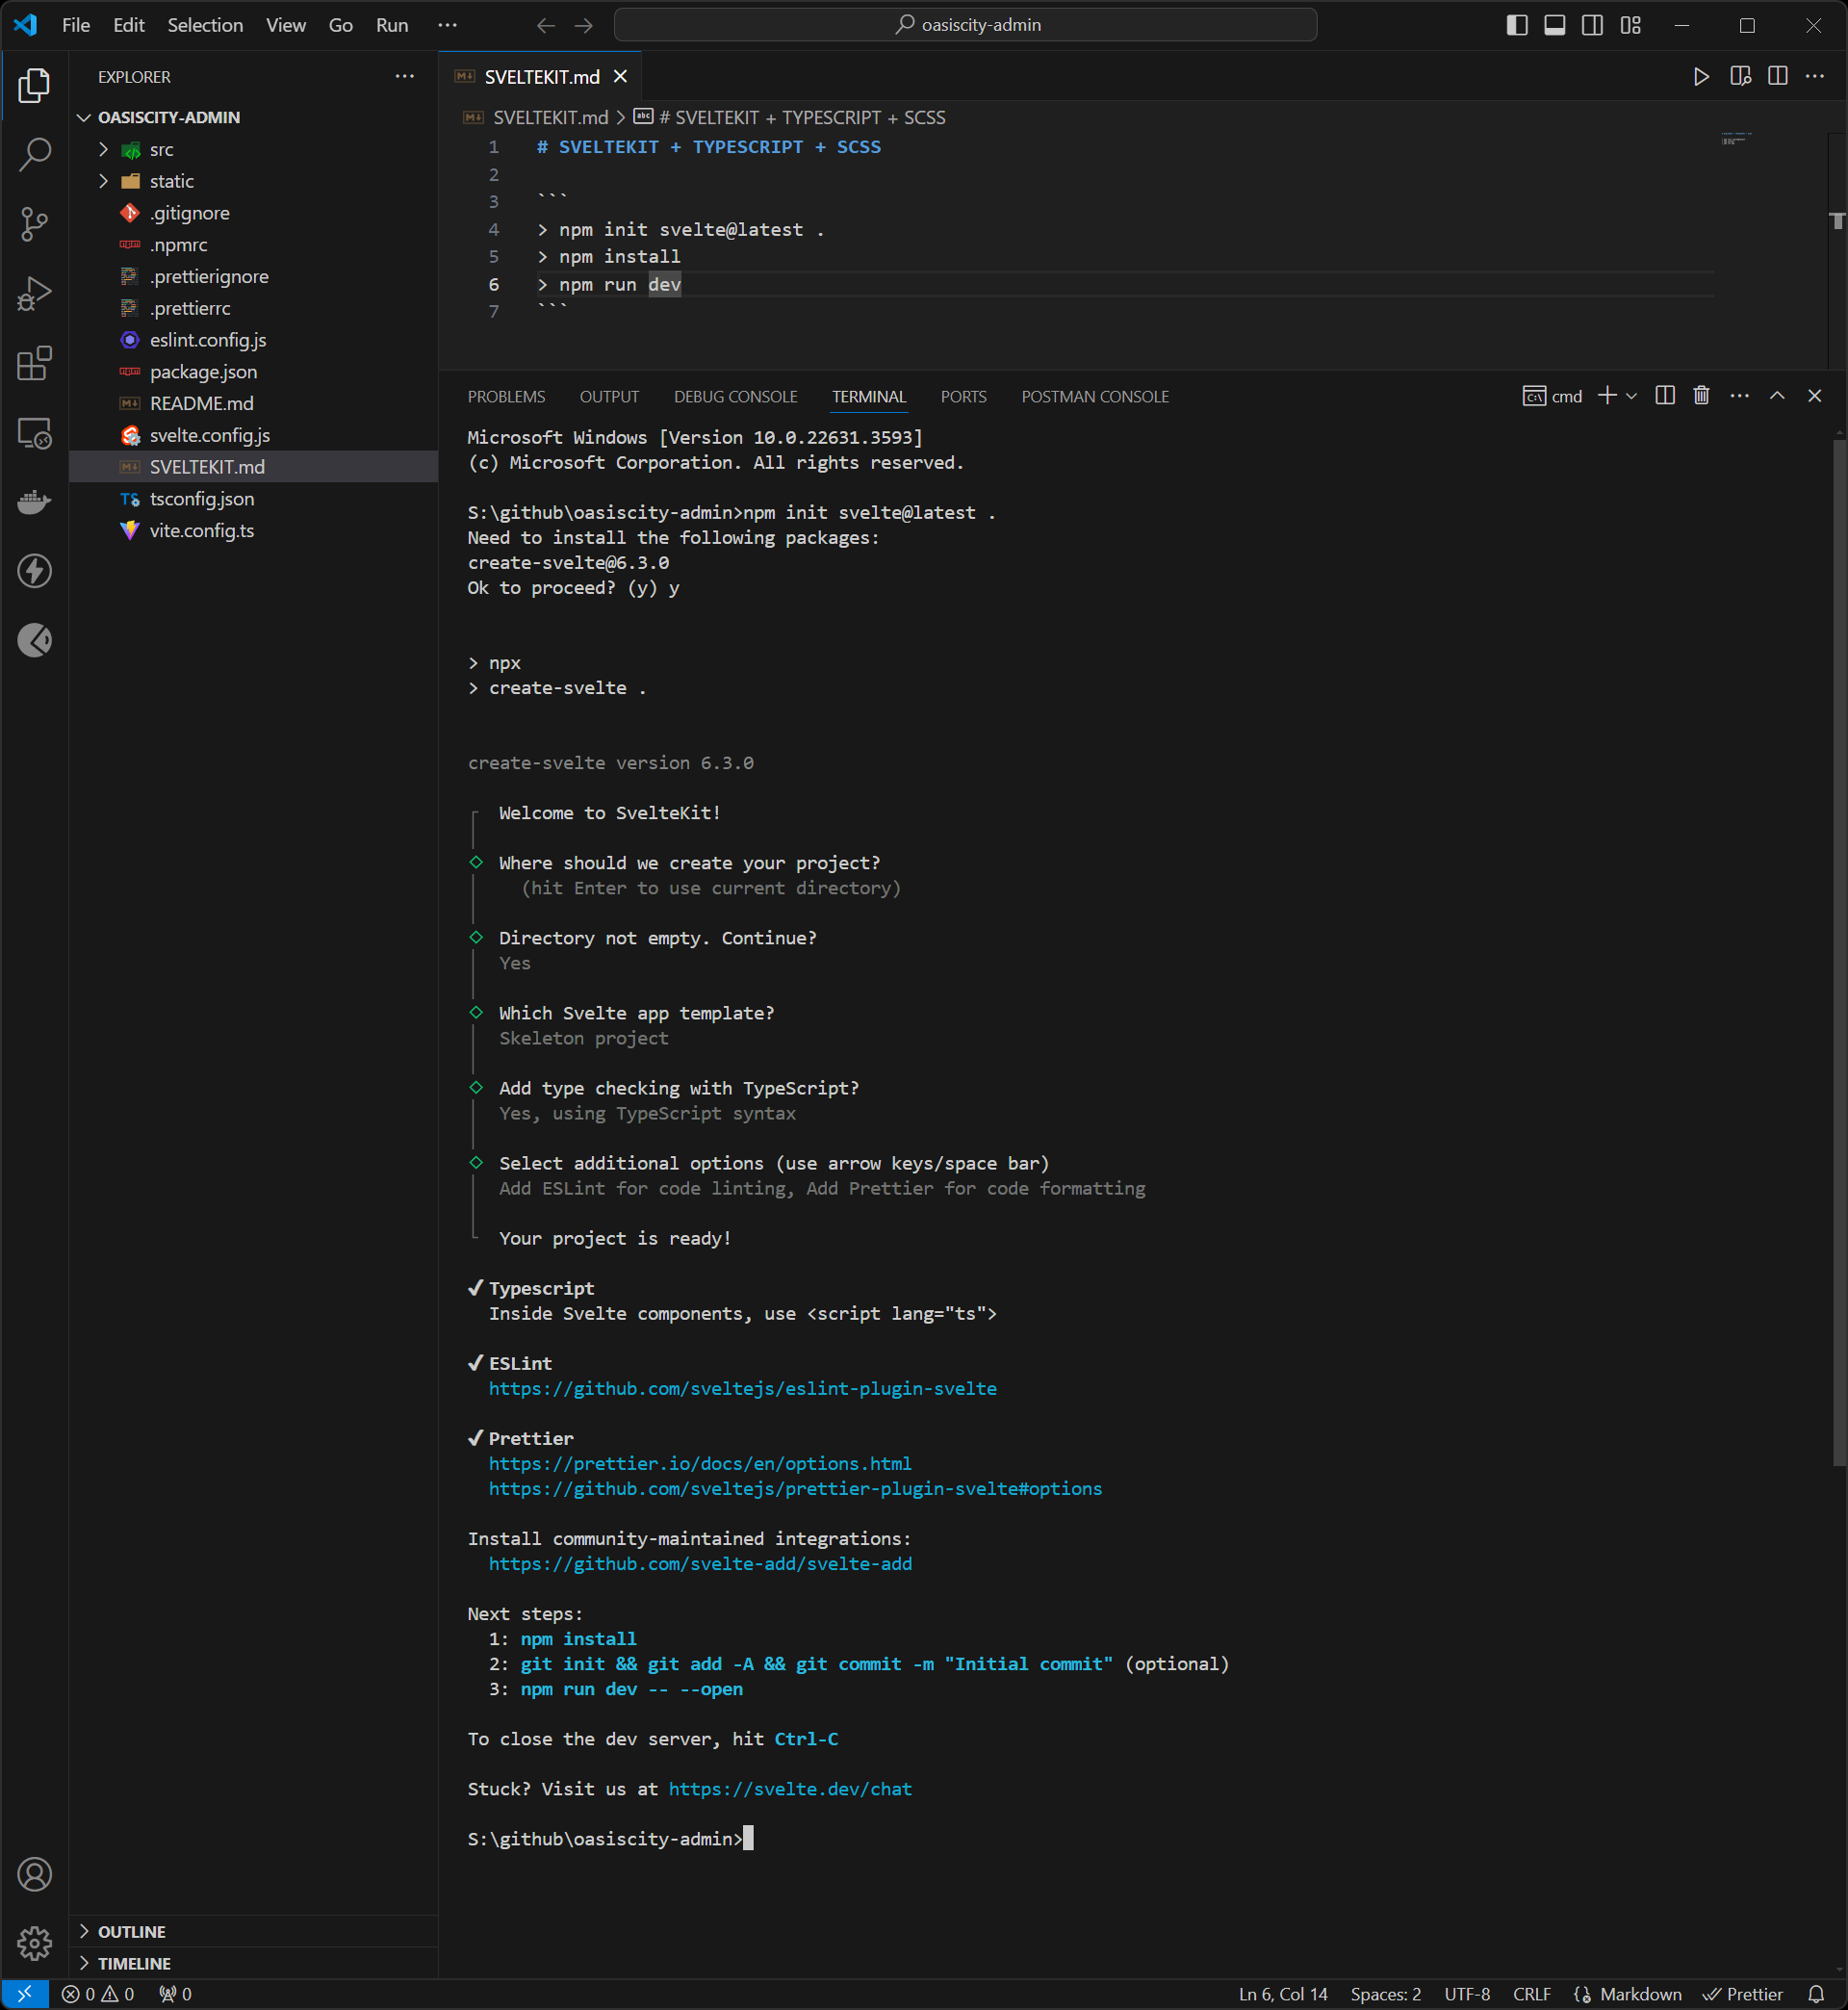 File Edit Selection View Go Run ···
oasiscity-admin
EXPLORER
OASISCITY-ADMIN
src
static
.gitignore
.npmrc
.prettierignore
.prettierrc
eslint.config.js
package.json
README.md
svelte.config.js
SVELTEKIT.md
tsconfig.json
vite.config.ts
OUTLINE
TIMELINE
SVELTEKIT.md
SVELTEKIT.md > # SVELTEKIT + TYPESCRIPT + SCSS
1 # SVELTEKIT + TYPESCRIPT + SCSS
2
3 ```
4 > npm init svelte@latest .
5 > npm install
6 > npm run dev
7 ```
PROBLEMS OUTPUT DEBUG CONSOLE TERMINAL PORTS POSTMAN CONSOLE
cmd
Microsoft Windows [Version 10.0.22631.3593]
(c) Microsoft Corporation. All rights reserved.
S:\github\oasiscity-admin>npm init svelte@latest .
Need to install the following packages:
create-svelte@6.3.0
Ok to proceed? (y) y
> npx
> create-svelte .
create-svelte version 6.3.0
Welcome to SvelteKit!
Where should we create your project?
(hit Enter to use current directory)
Directory not empty. Continue?
Yes
Which Svelte app template?
Skeleton project
Add type checking with TypeScript?
Yes, using TypeScript syntax
Select additional options (use arrow keys/space bar)
Add ESLint for code linting, Add Prettier for code formatting
Your project is ready!
✔ Typescript
Inside Svelte components, use <script lang="ts">
✔ ESLint
https://github.com/sveltejs/eslint-plugin-svelte
✔ Prettier
https://prettier.io/docs/en/options.html
https://github.com/sveltejs/prettier-plugin-svelte#options
Install community-maintained integrations:
https://github.com/svelte-add/svelte-add
Next steps:
1: npm install
2: git init && git add -A && git commit -m "Initial commit" (optional)
3: npm run dev -- --open
To close the dev server, hit Ctrl-C
Stuck? Visit us at https://svelte.dev/chat
S:\github\oasiscity-admin>
0 0 0 Ln 6, Col 14 Spaces: 2 UTF-8 CRLF Markdown Prettier